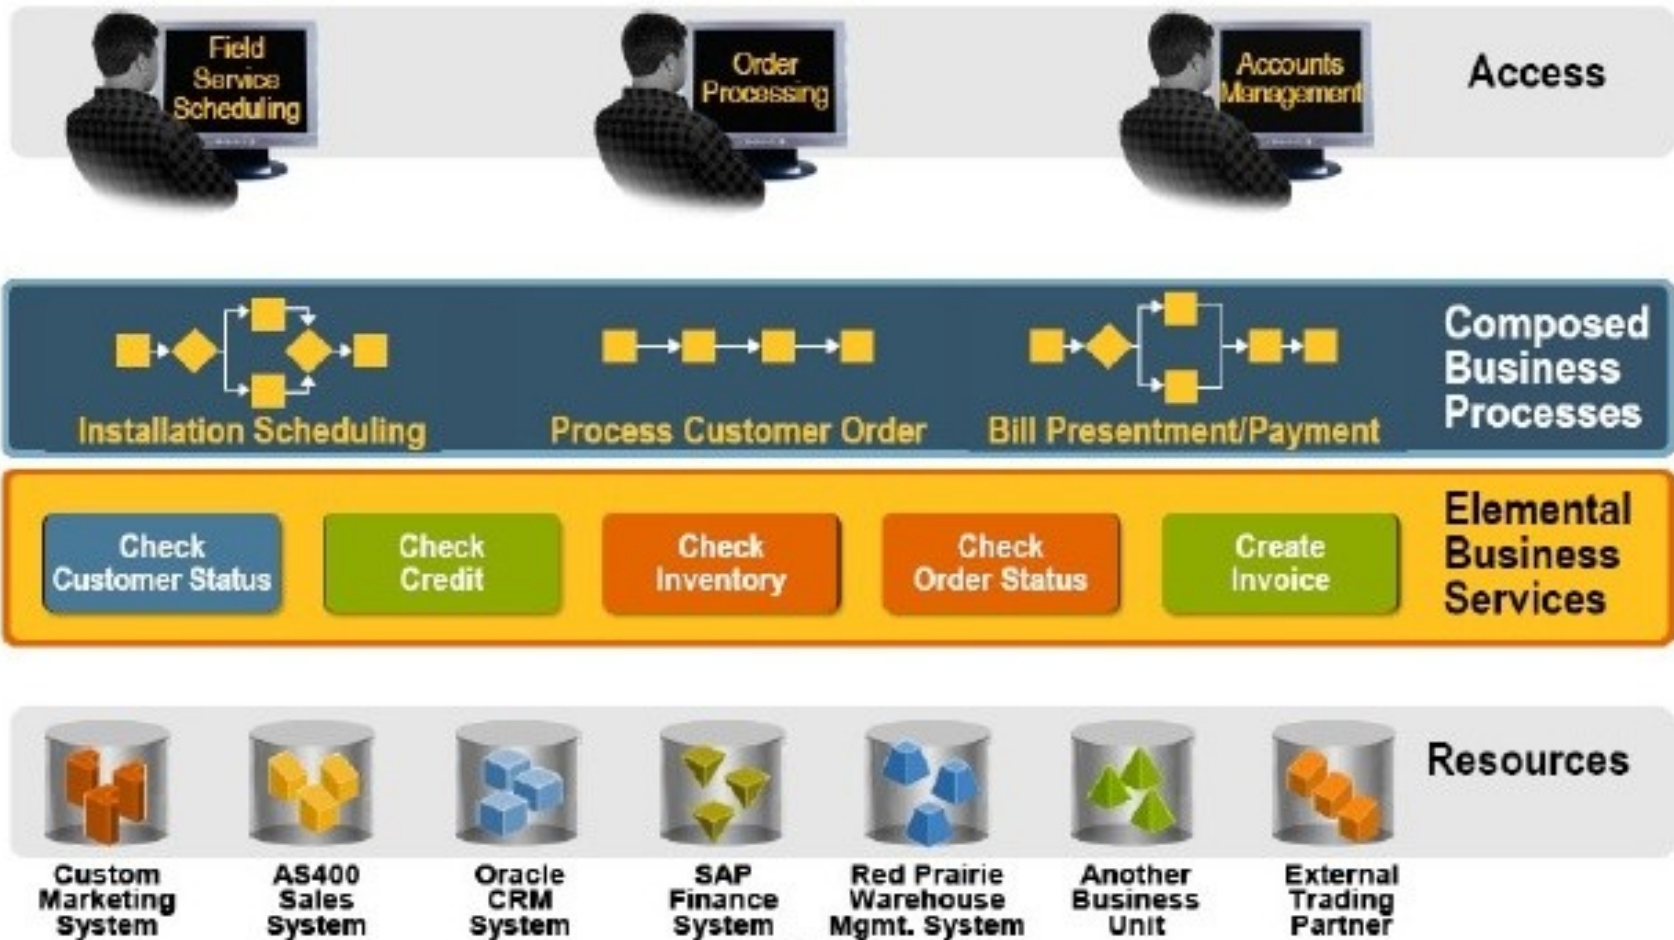 Field
Service
Scheduling
Order
Processing
Accounts
Management
Access
Installation Scheduling
Process Customer Order
Bill Presentment/Payment
Composed
Business
Processes
Check
Customer Status
Check
Credit
Check
Inventory
Check
Order Status
Create
Invoice
Elemental
Business
Services
Resources
Custom
Marketing
System
AS400
Sales
System
Oracle
CRM
System
SAP
Finance
System
Red Prairie
Warehouse
Mgmt. System
Another
Business
Unit
External
Trading
Partner